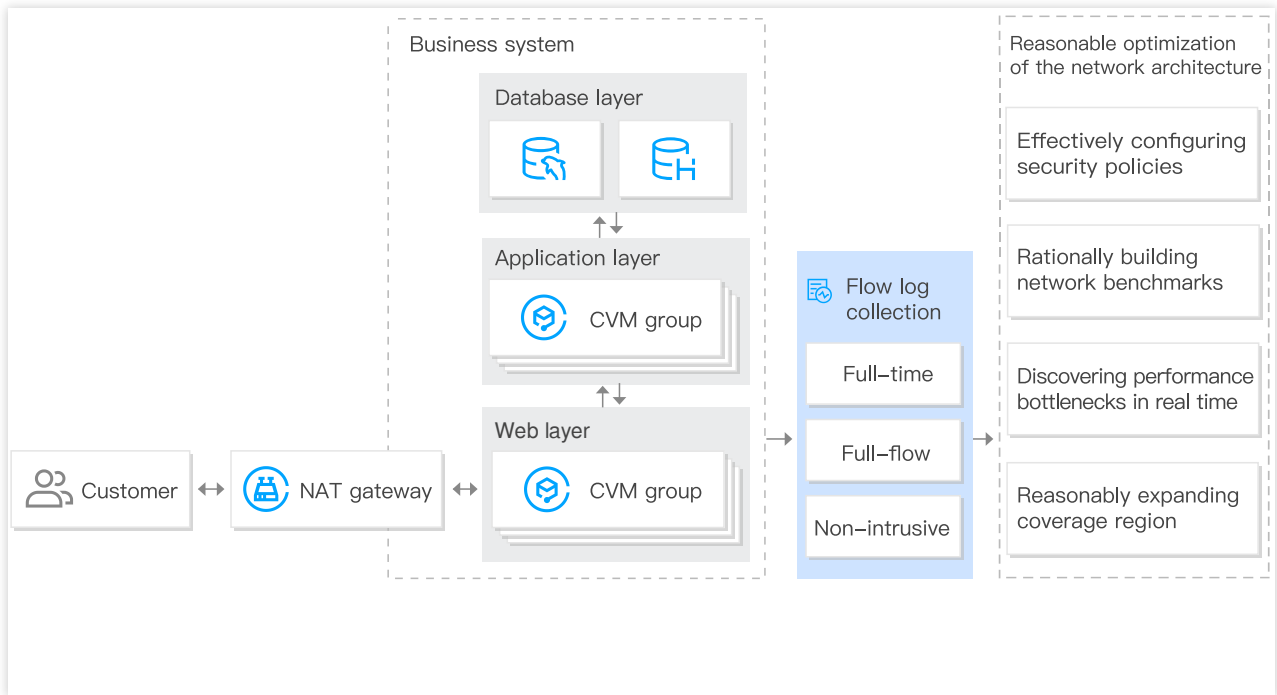 Business system
Database layer
Application layer
CVM group
Web layer
CVM group
Customer
NAT gateway
Flow log
collection
Full-time
Full-flow
Non-intrusive
Reasonable optimization
of the network architecture
Effectively configuring
security policies
Rationally building
network benchmarks
Discovering performance
bottlenecks in real time
Reasonably expanding
coverage region